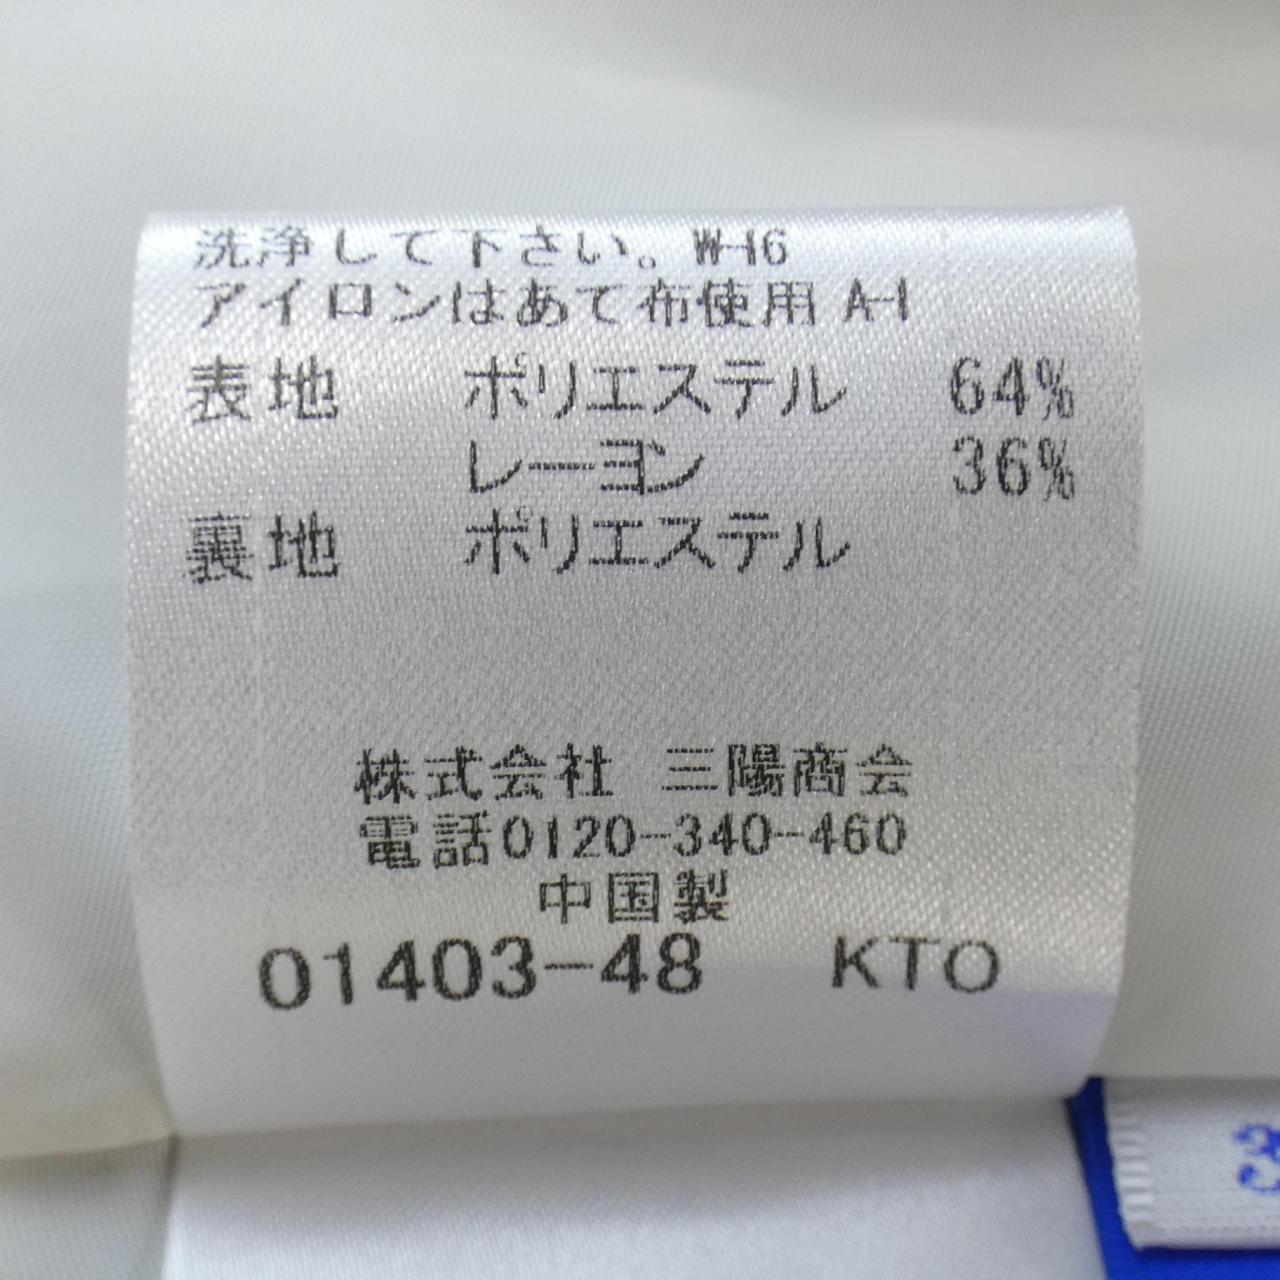 洗浄して下さい。W-16
アイロンはあて布使用 A-1
表地 ポリエステル 64%
レーヨン 36%
裏地 ポリエステル
株式会社 三陽商会
電話0120-340-460
中国製
01403-48 KTO